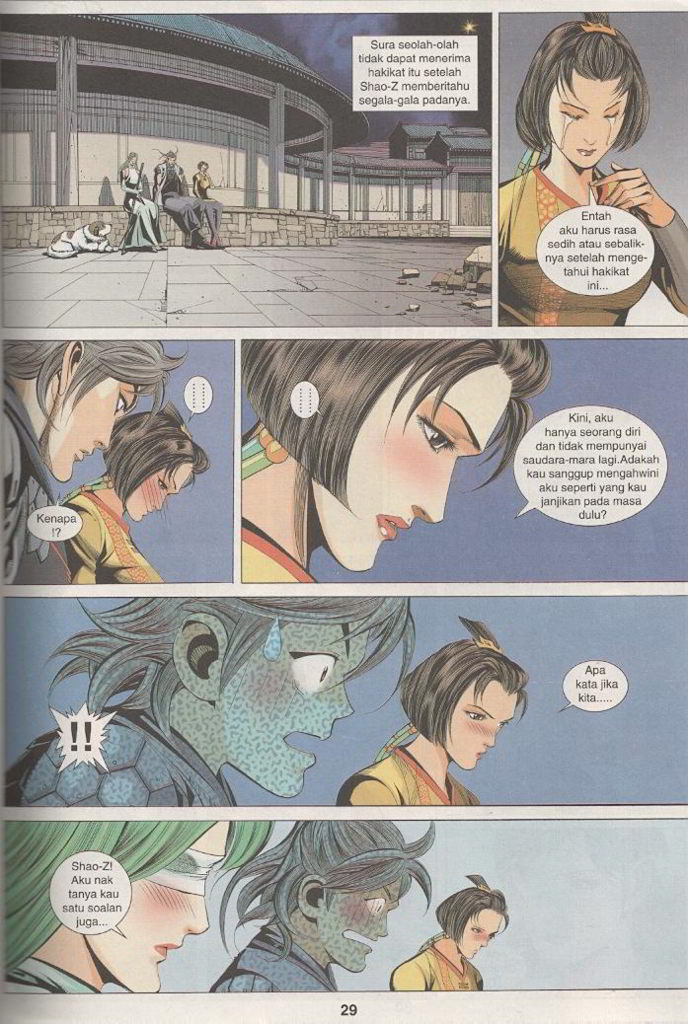 Sura seolah-olah
tidak dapat menerima
hakikat itu setelah
Shao-Z memberitahu
segala-gala padanya.
Entah
aku harus rasa
sedih atau sebalik-
nya setelah menge-
tahui hakikat
ini...
Kenapa
!?
Kini, aku
hanya seorang diri
dan tidak mempunyai
saudara-mara lagi.Adakah
kau sanggup mengahwini
aku seperti yang kau
janjikan pada masa
dulu?
!!
Apa
kata jika
kita.....
Shao-Z!
Aku nak
tanya kau
satu soalan
juga...
29